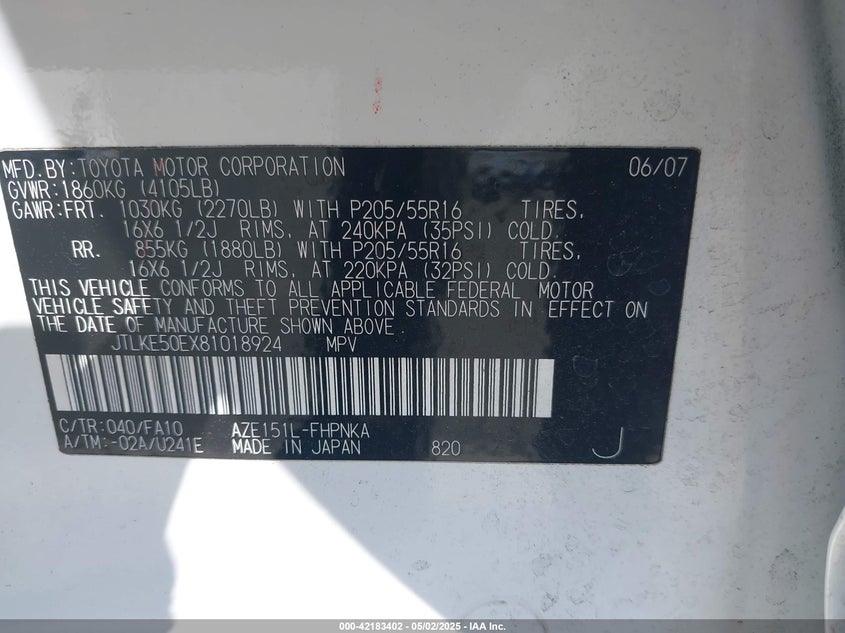 MFD.BY:TOYOTA MOTOR CORPORATION 06/07
GVWR:1860KG (4105LB)
GAWR:FRT. 1030KG (2270LB) WITH P205/55R16 TIRES,
16X6 1/2J RIMS, AT 240KPA (35PSI) COLD.
RR. 855KG (1880LB) WITH P205/55R16 TIRES,
16X6 1/2J RIMS, AT 220KPA (32PSI) COLD.
THIS VEHICLE CONFORMS TO ALL APPLICABLE FEDERAL MOTOR
VEHICLE SAFETY AND THEFT PREVENTION STANDARDS IN EFFECT ON
THE DATE OF MANUFACTURE SHOWN ABOVE.
JTLKE50EX81018924 MPV
C/TR:040/FA10 AZE151L-FHPNKA
A/TM:-02A/U241E MADE IN JAPAN 820 J
000-42183402 - 05/02/2025 - IAA Inc.